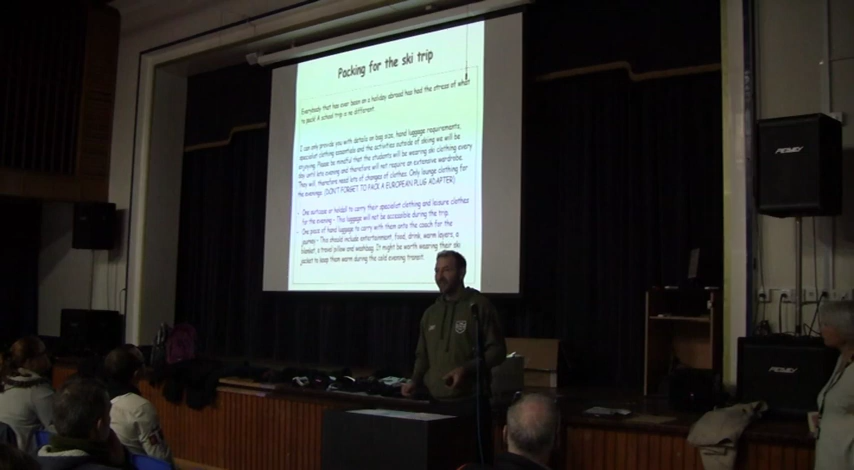 Packing for the ski trip
Everybody that has ever been on a holiday abroad has had the stress of what
to pack! A school trip is no different.
I can only provide you with details on bag size, hand luggage requirements,
specialist clothing essentials and the activities outside of skiing we will be
enjoying. Please be mindful that the students will be wearing ski clothing every
day until late evening and therefore will not require an extensive wardrobe.
They will, therefore need lots of changes of clothes. Only lounge clothing for
the evenings. (DON'T FORGET TO PACK A EUROPEAN PLUG ADAPTER)
- One suitcase or holdall to carry their specialist clothing and leisure clothes
for the evening - This luggage will not be accessible during the trip.
- One piece of hand luggage to carry with them onto the coach for the
journey - This should include entertainment, food, drink, warm layers, a
blanket, a travel pillow and washbag. It might be worth wearing their ski
jacket to keep them warm during the cold evening transit.
PEAVEY
PEAVEY